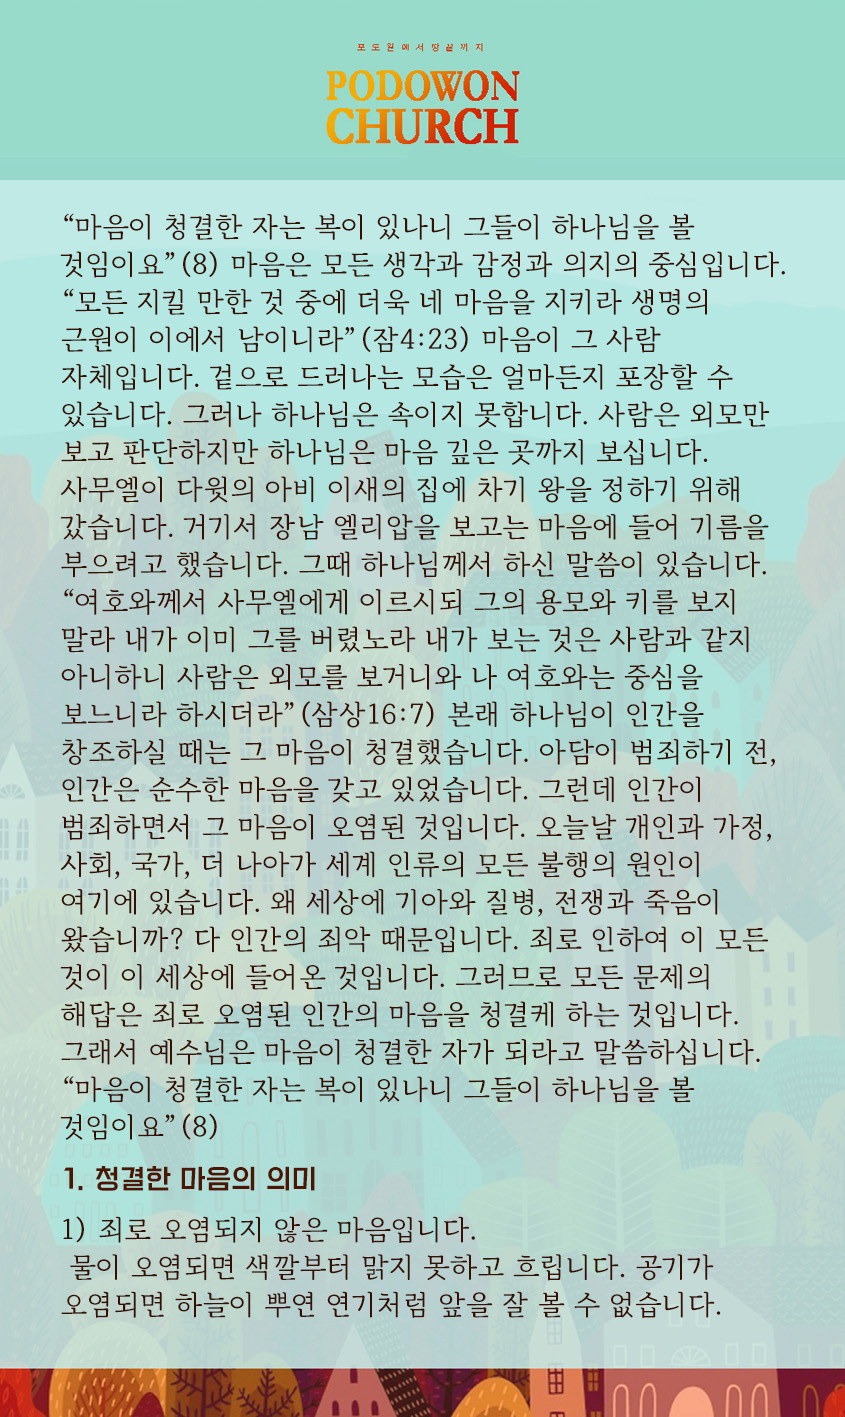 포도원에서땅끝까지
PODOWON
CHURCH
“마음이 청결한 자는 복이 있나니 그들이 하나님을 볼
것임이요”(8) 마음은 모든 생각과 감정과 의지의 중심입니다.
“모든 지킬 만한 것 중에 더욱 네 마음을 지키라 생명의
근원이 이에서 남이니라”(잠4:23) 마음이 그 사람
자체입니다. 겉으로 드러나는 모습은 얼마든지 포장할 수
있습니다. 그러나 하나님은 속이지 못합니다. 사람은 외모만
보고 판단하지만 하나님은 마음 깊은 곳까지 보십니다.
사무엘이 다윗의 아비 이새의 집에 차기 왕을 정하기 위해
갔습니다. 거기서 장남 엘리압을 보고는 마음에 들어 기름을
부으려고 했습니다. 그때 하나님께서 하신 말씀이 있습니다.
“여호와께서 사무엘에게 이르시되 그의 용모와 키를 보지
말라 내가 이미 그를 버렸노라 내가 보는 것은 사람과 같지
아니하니 사람은 외모를 보거니와 나 여호와는 중심을
보느니라 하시더라”(삼상16:7) 본래 하나님이 인간을
창조하실 때는 그 마음이 청결했습니다. 아담이 범죄하기 전,
인간은 순수한 마음을 갖고 있었습니다. 그런데 인간이
범죄하면서 그 마음이 오염된 것입니다. 오늘날 개인과 가정,
사회, 국가, 더 나아가 세계 인류의 모든 불행의 원인이
여기에 있습니다. 왜 세상에 기아와 질병, 전쟁과 죽음이
왔습니까? 다 인간의 죄악 때문입니다. 죄로 인하여 이 모든
것이 이 세상에 들어온 것입니다. 그러므로 모든 문제의
해답은 죄로 오염된 인간의 마음을 청결케 하는 것입니다.
그래서 예수님은 마음이 청결한 자가 되라고 말씀하십니다.
“마음이 청결한 자는 복이 있나니 그들이 하나님을 볼
것임이요”(8)
1. 청결한 마음의 의미
1) 죄로 오염되지 않은 마음입니다.
물이 오염되면 색깔부터 맑지 못하고 흐립니다. 공기가
오염되면 하늘이 뿌연 연기처럼 앞을 잘 볼 수 없습니다.